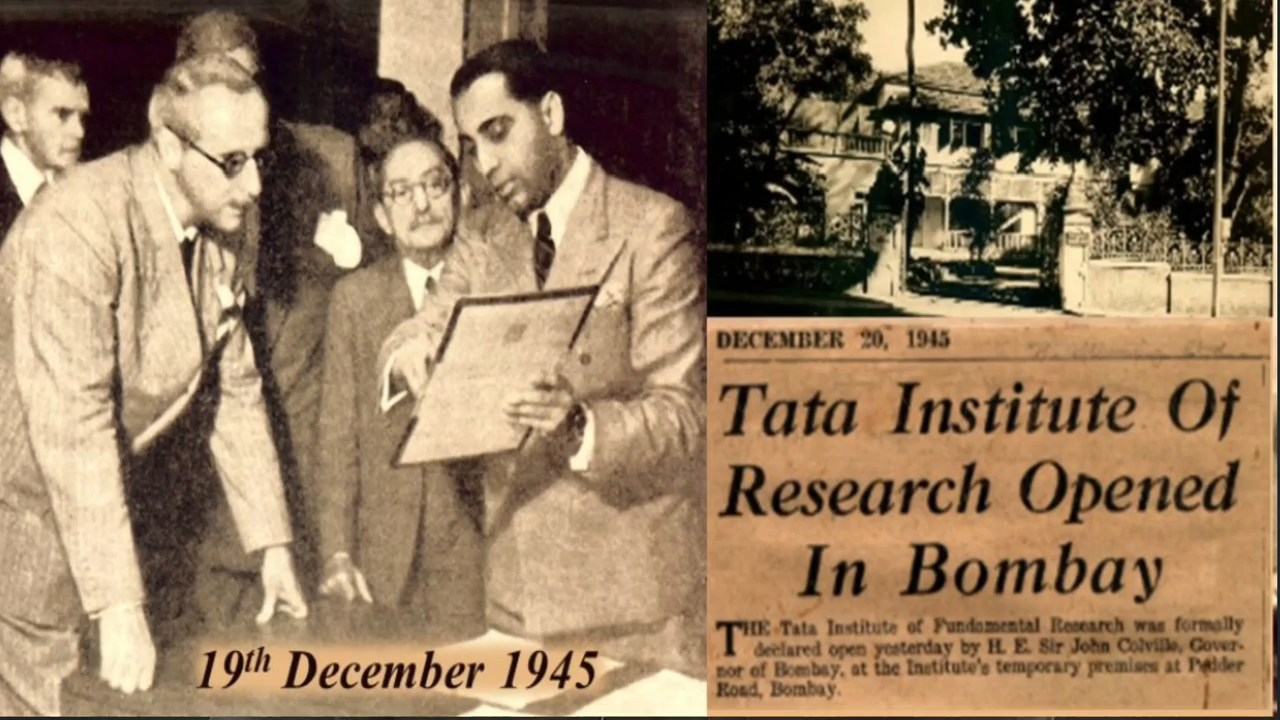 19th December 1945
DECEMBER 20, 1945
Tata Institute Of
Research Opened
In Bombay
THE Tata Institute of Fundamental Research was formally
declared open yesterday by H. E. Sir John Colville, Gover-
nor of Bombay, at the Institute's temporary premises at Pedder
Road, Bombay.